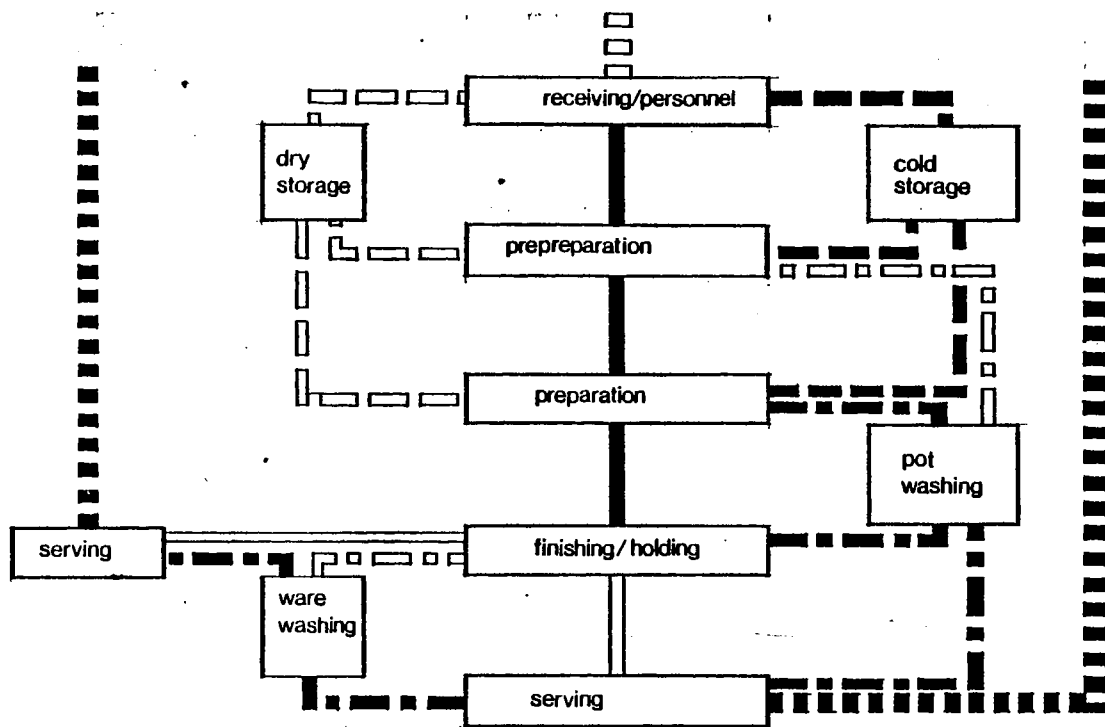 receiving/personnel
dry
storage
cold
storage
prepreparation
preparation
pot
washing
serving
finishing/holding
ware
washing
serving